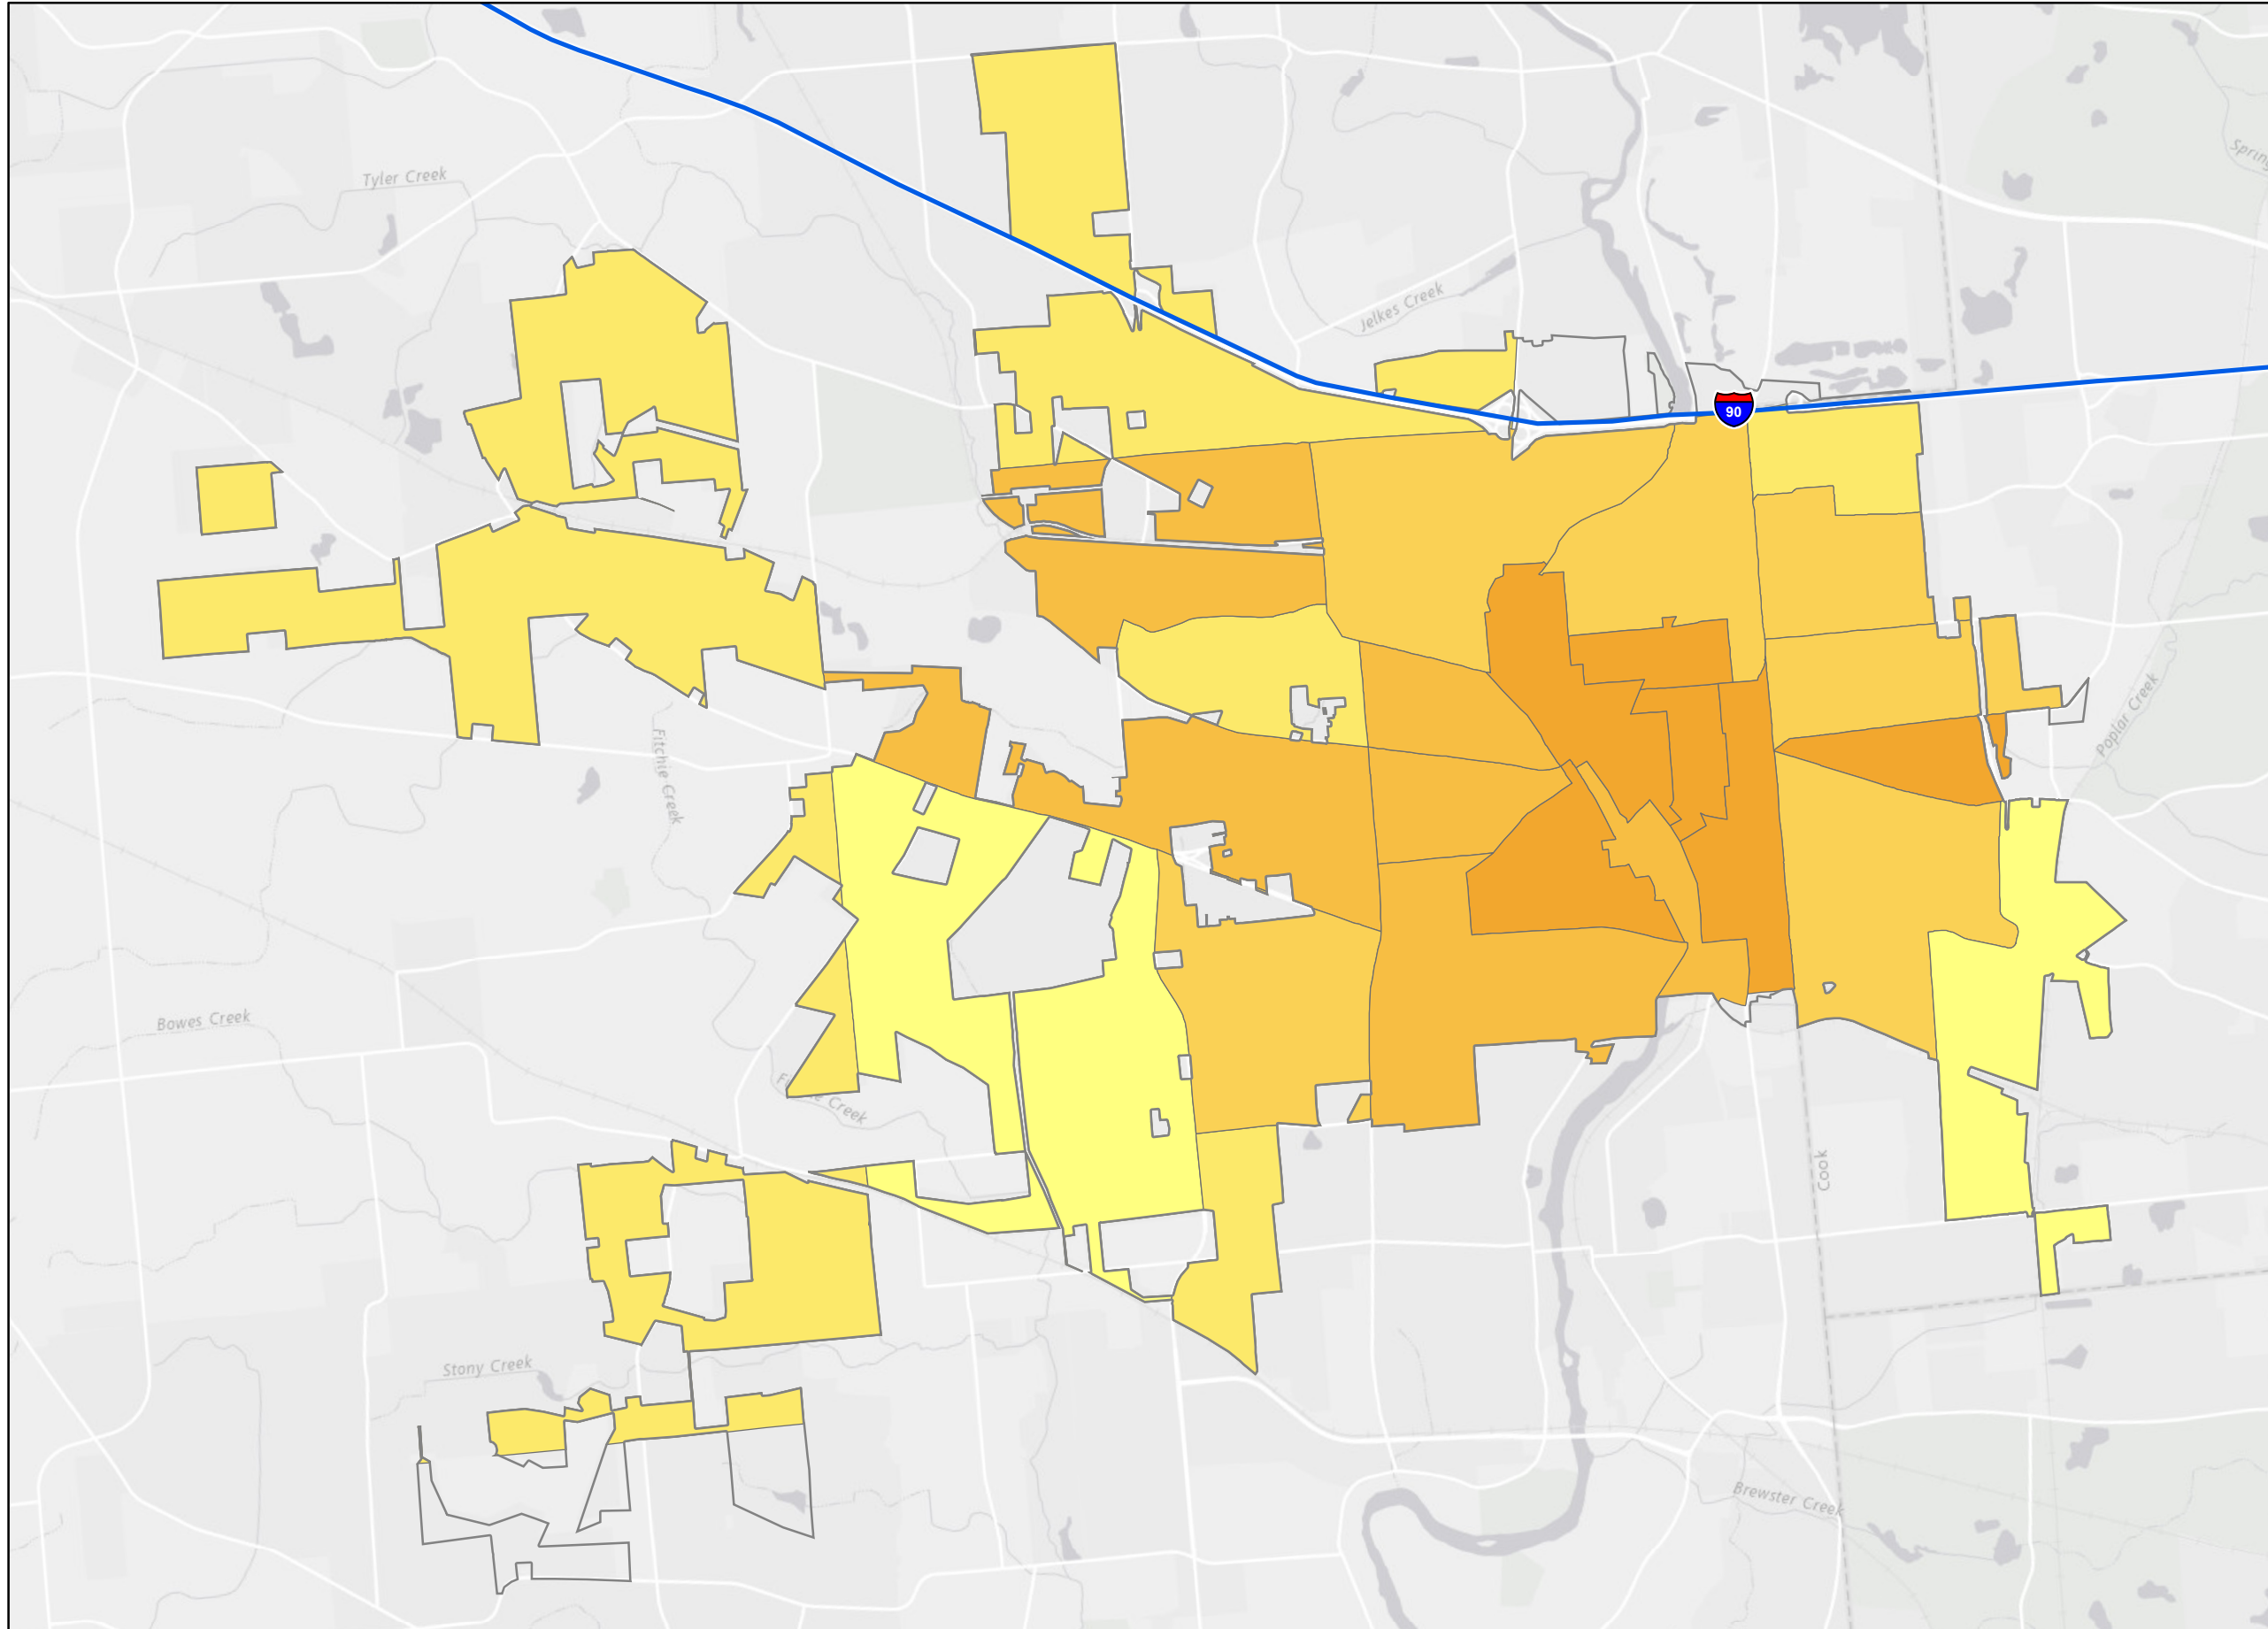 Tyler Creek
Spring
Jelkes Creek
90
Poplar Creek
Fitchie Creek
Bowes Creek
Creek
Cook
Stony Creek
Brewster Creek